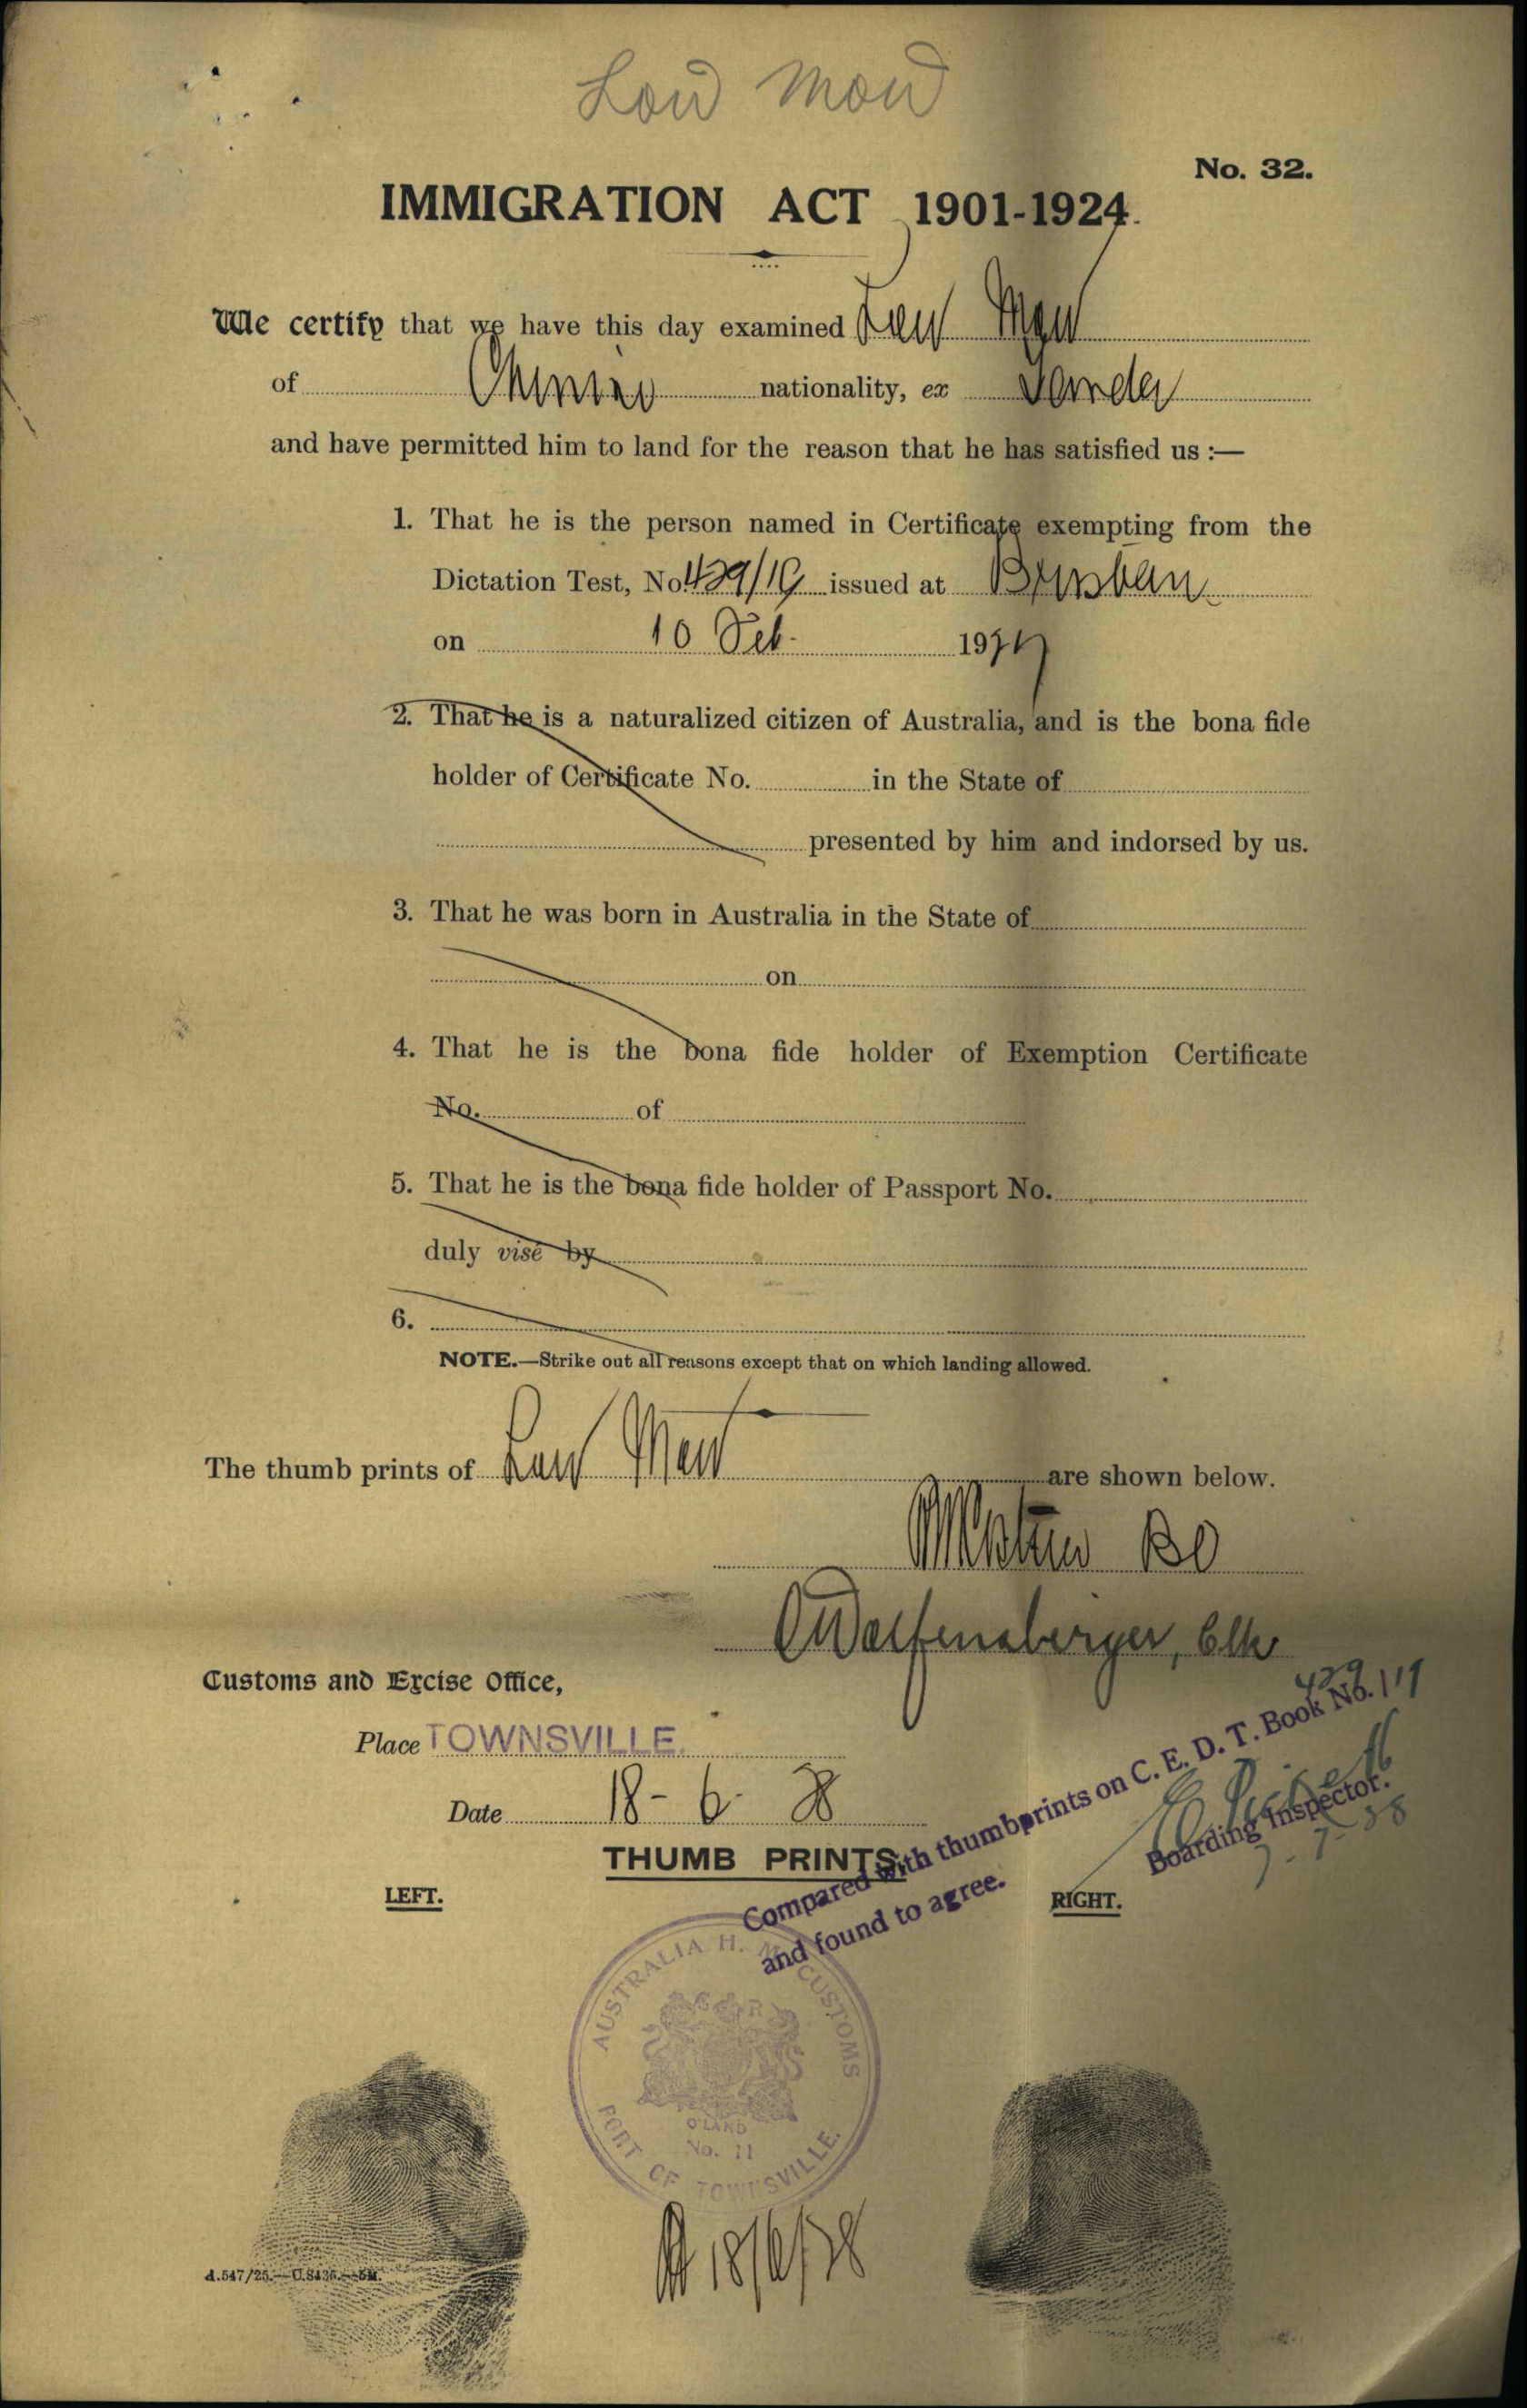 Low Mow
No. 32.
IMMIGRATION ACT 1901-1924.
We certify that we have this day examined Low Mow
of Chinese nationality, ex Tanda
and have permitted him to land for the reason that he has satisfied us :—
1. That he is the person named in Certificate exempting from the
Dictation Test, No. 429/19 issued at Brisbane
on 10 Feb. 1927
2. That he is a naturalized citizen of Australia, and is the bona fide
holder of Certificate No. in the State of
presented by him and indorsed by us.
3. That he was born in Australia in the State of
on
4. That he is the bona fide holder of Exemption Certificate
No. of
5. That he is the bona fide holder of Passport No.
duly visé by
6.
NOTE.—Strike out all reasons except that on which landing allowed.
The thumb prints of Low Mow are shown below.
BO
Clk
Customs and Excise Office,
Place TOWNSVILLE.
Date 18-6-28
429/19
Compared with thumbprints on C. E. D. T. Book No.
and found to agree.
Boarding Inspector.
THUMB PRINTS.
LEFT.
RIGHT.
AUSTRALIA H. M. CUSTOMS
Q'LAND
No. 11
PORT OF TOWNSVILLE.
18/6/28
A.547/25.—C.8436.—5M.